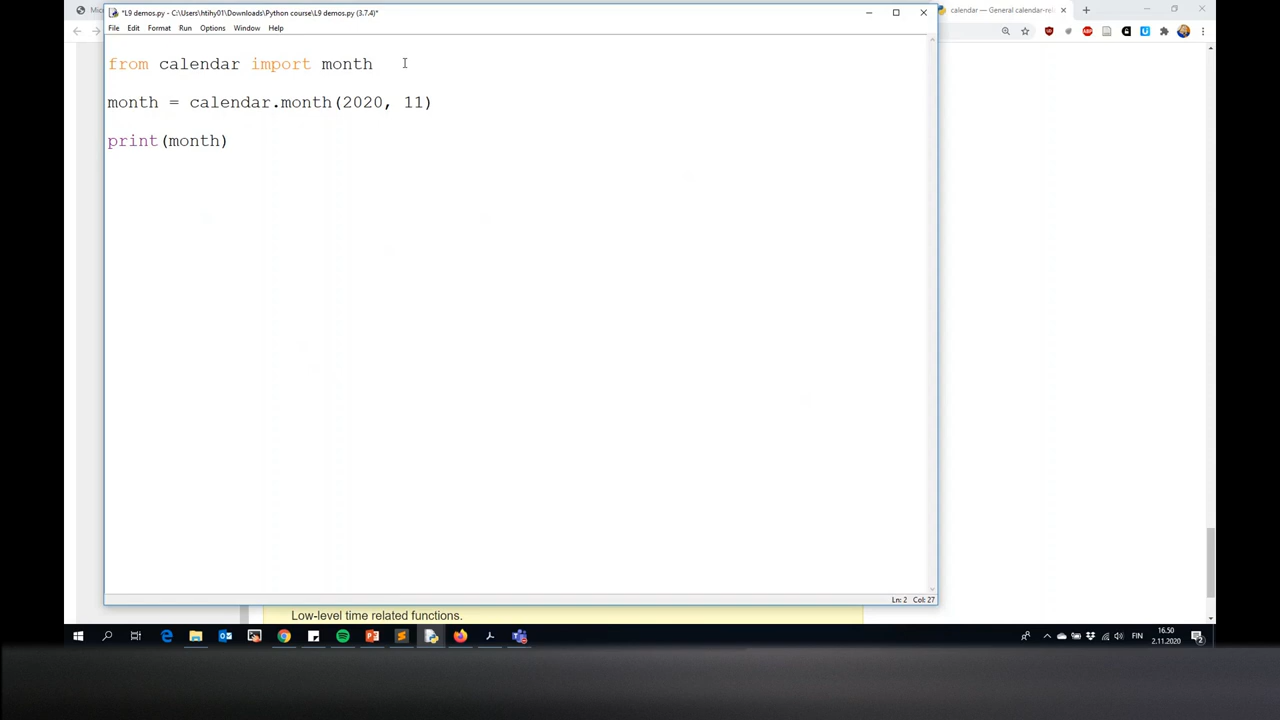 *L9 demos.py - C:\Users\htihy01\Downloads\Python course\L9 demos.py (3.7.4)*
calendar — General calendar-re
File Edit Format Run Options Window Help
from calendar import month
month = calendar.month(2020, 11)
print(month)
Ln: 2 Col: 27
Low-level time related functions.
FIN
16.50
2.11.2020